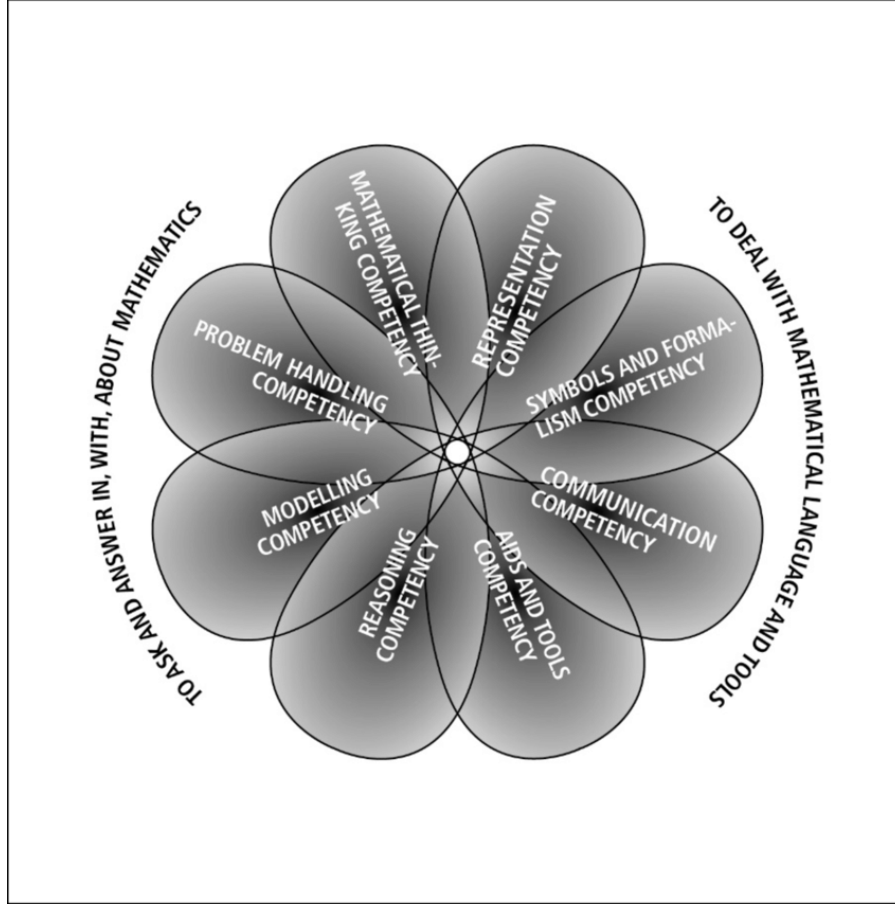 TO ASK AND ANSWER IN, WITH, ABOUT MATHEMATICS
MATHEMATICAL THIN-
KING COMPETENCY
PROBLEM HANDLING
COMPETENCY
MODELLING
COMPETENCY
REASONING
COMPETENCY
REPRESENTATION
COMPETENCY
SYMBOLS AND FORMA-
LISM COMPETENCY
COMMUNICATION
COMPETENCY
AIDS AND TOOLS
COMPETENCY
TO DEAL WITH MATHEMATICAL LANGUAGE AND TOOLS